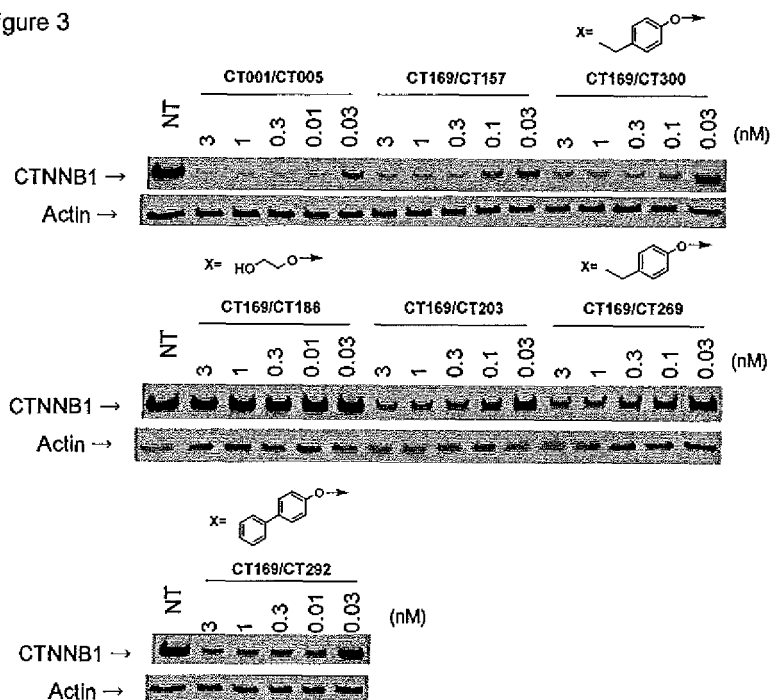 gure 3
X= O
CT001/CT005 CT169/CT157 CT169/CT300
NT 3 1 0.3 0.01 0.03 3 1 0.3 0.1 0.03 3 1 0.3 0.1 0.03 (nM)
CTNNB1 →
Actin →
X= HO O X= O
CT169/CT186 CT169/CT203 CT169/CT269
NT 3 1 0.3 0.01 0.03 3 1 0.3 0.1 0.03 3 1 0.3 0.1 0.03 (nM)
CTNNB1 →
Actin →
X= O
CT169/CT292
NT 3 1 0.3 0.01 0.03 (nM)
CTNNB1 →
Actin →